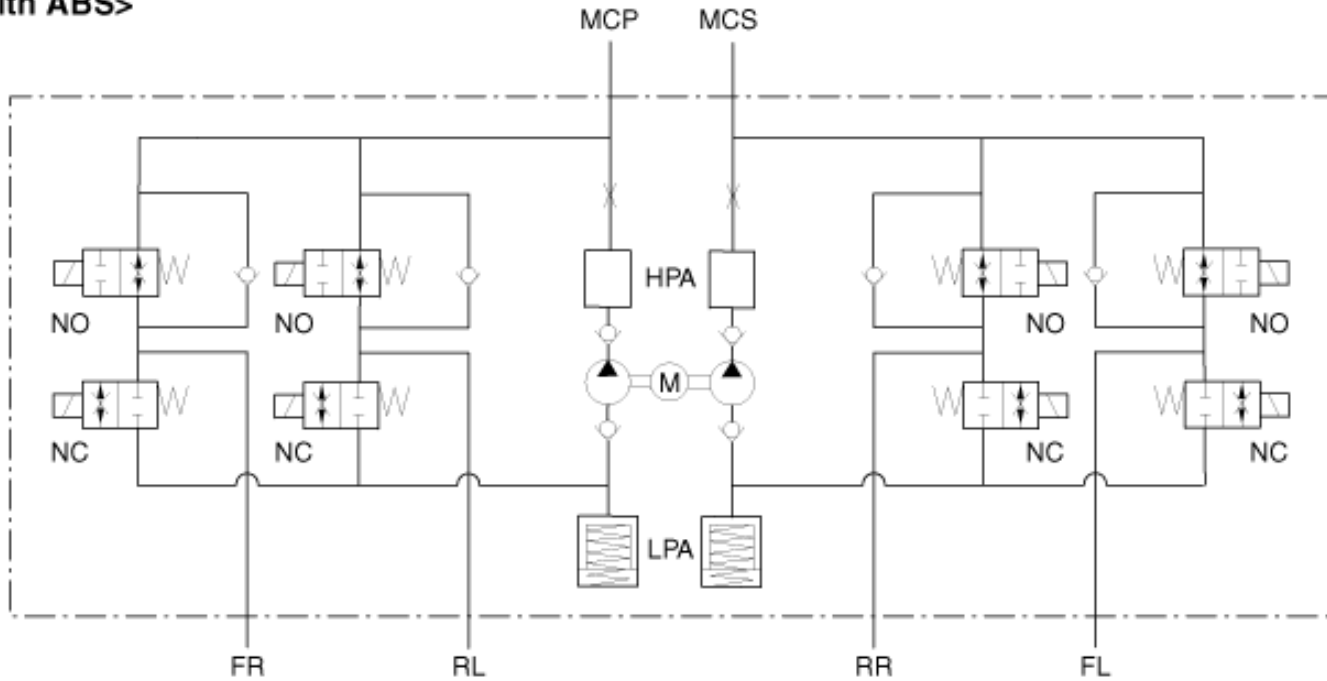 ith ABS>
MCP MCS
HPA
NO NO NO NO
M
NC NC NC NC
LPA
FR RL RR FL